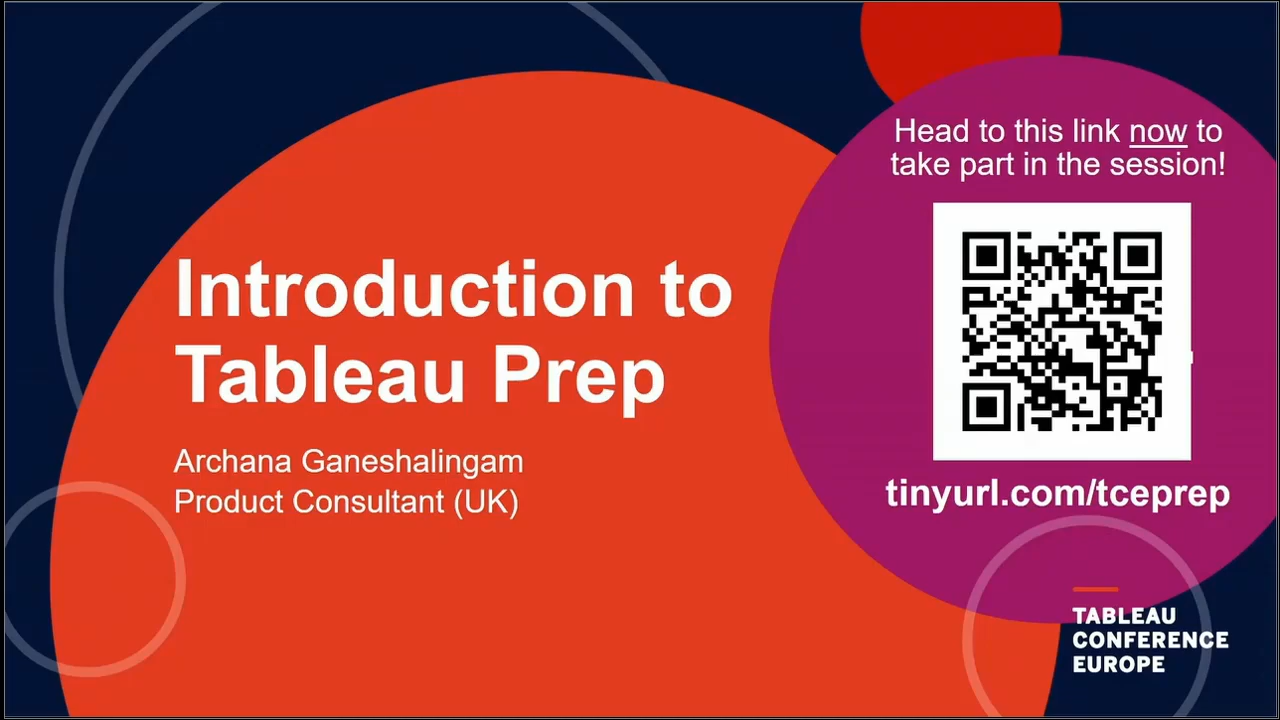 Introduction to
Tableau Prep
Archana Ganeshalingam
Product Consultant (UK)
Head to this link now to
take part in the session!
tinyurl.com/tceprep
TABLEAU
CONFERENCE
EUROPE